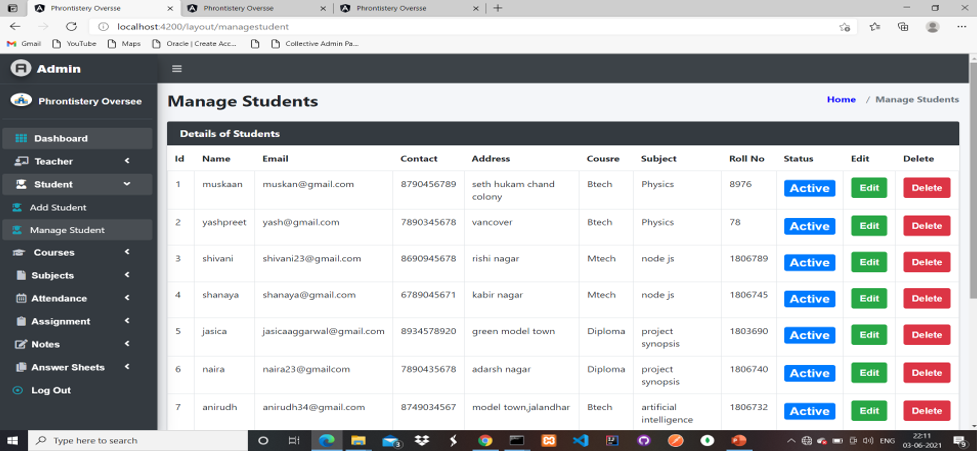 Phrontistery Oversee
Phrontistery Oversee
Phrontistery Oversee
localhost:4200/layout/managestudent
Gmail YouTube Maps Oracle | Create Acc... Collective Admin Pa...
Admin
Phrontistery Oversee
Manage Students
Home / Manage Students
Details of Students
Dashboard
Teacher
Student
Add Student
Manage Student
Courses
Subjects
Attendance
Assignment
Notes
Answer Sheets
Log Out
Id Name Email Contact Address Cousre Subject Roll No Status Edit Delete
1 muskaan muskan@gmail.com 8790456789 seth hukam chand Btech Physics 8976 Active Edit Delete
colony
2 yashpreet yash@gmail.com 7890345678 vancover Btech Physics 78 Active Edit Delete
3 shivani shivani23@gmail.com 8690945678 rishi nagar Mtech node js 1806789 Active Edit Delete
4 shanaya shanaya@gmail.com 6789045671 kabir nagar Mtech node js 1806745 Active Edit Delete
5 jasica jasicaaggarwal@gmail.com 8934578920 green model town Diploma project 1803690 Active Edit Delete
synopsis
6 naira naira23@gmailcom 7890435678 adarsh nagar Diploma project 1806740 Active Edit Delete
synopsis
7 anirudh anirudh34@gmail.com 8749034567 model town,jalandhar Btech artificial 1806732 Active Edit Delete
intelligence
Type here to search
3
ENG
22:11
03-06-2021
9